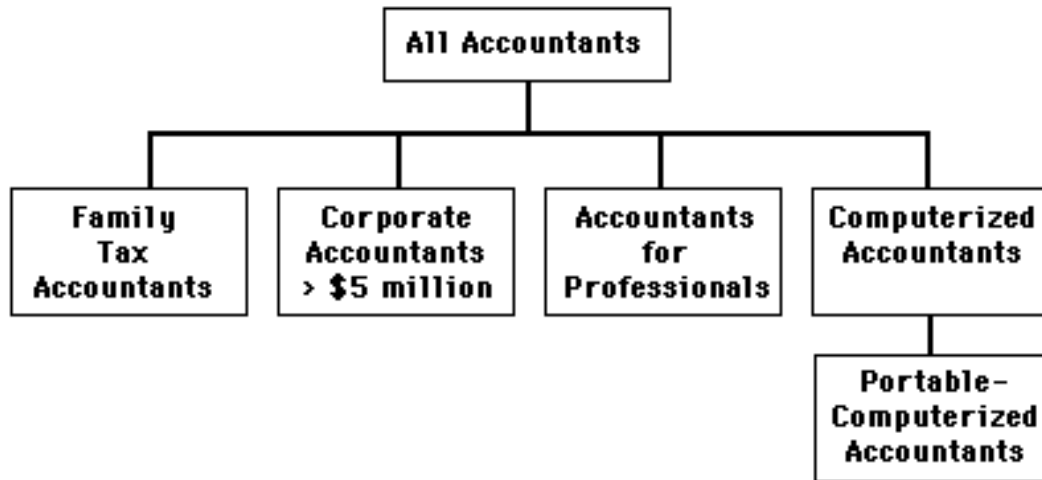 All Accountants
Family
Tax
Accountants
Corporate
Accountants
> $5 million
Accountants
for
Professionals
Computerized
Accountants
Portable-
Computerized
Accountants